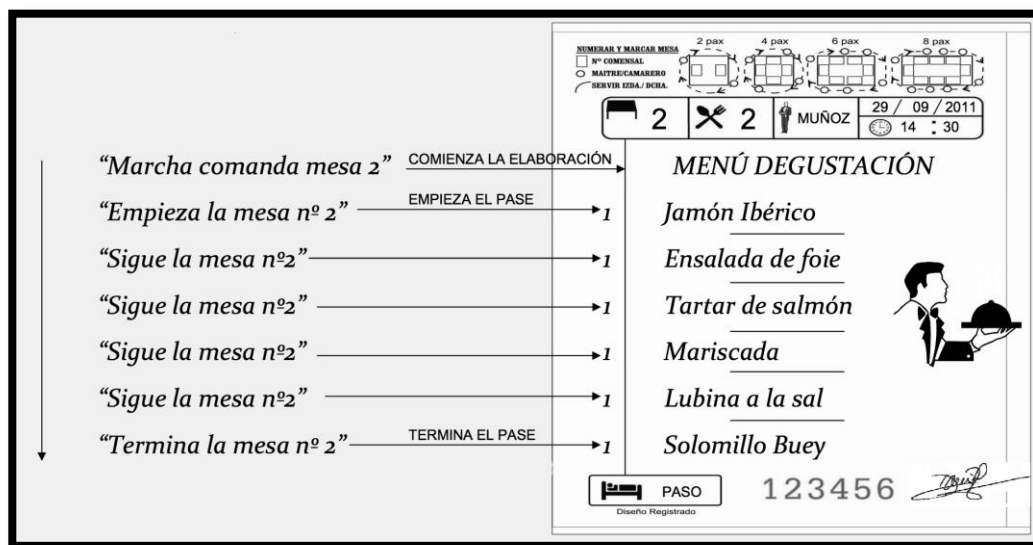 2 pax 4 pax 6 pax 8 pax
NUMERAR Y MARCAR MESA
Nº COMENSAL
MAITRE/CAMARERO
SERVIR IZDA./ DCHA.
2 2 MUÑOZ 29 / 09 / 2011
14 : 30
“Marcha comanda mesa 2” COMIENZA LA ELABORACIÓN MENÚ DEGUSTACIÓN
“Empieza la mesa nº 2” EMPIEZA EL PASE 1 Jamón Ibérico
“Sigue la mesa nº2” 1 Ensalada de foie
“Sigue la mesa nº2” 1 Tartar de salmón
“Sigue la mesa nº2” 1 Mariscada
“Sigue la mesa nº2” 1 Lubina a la sal
“Termina la mesa nº 2” TERMINA EL PASE 1 Solomillo Buey
PASO 123456
Diseño Registrado